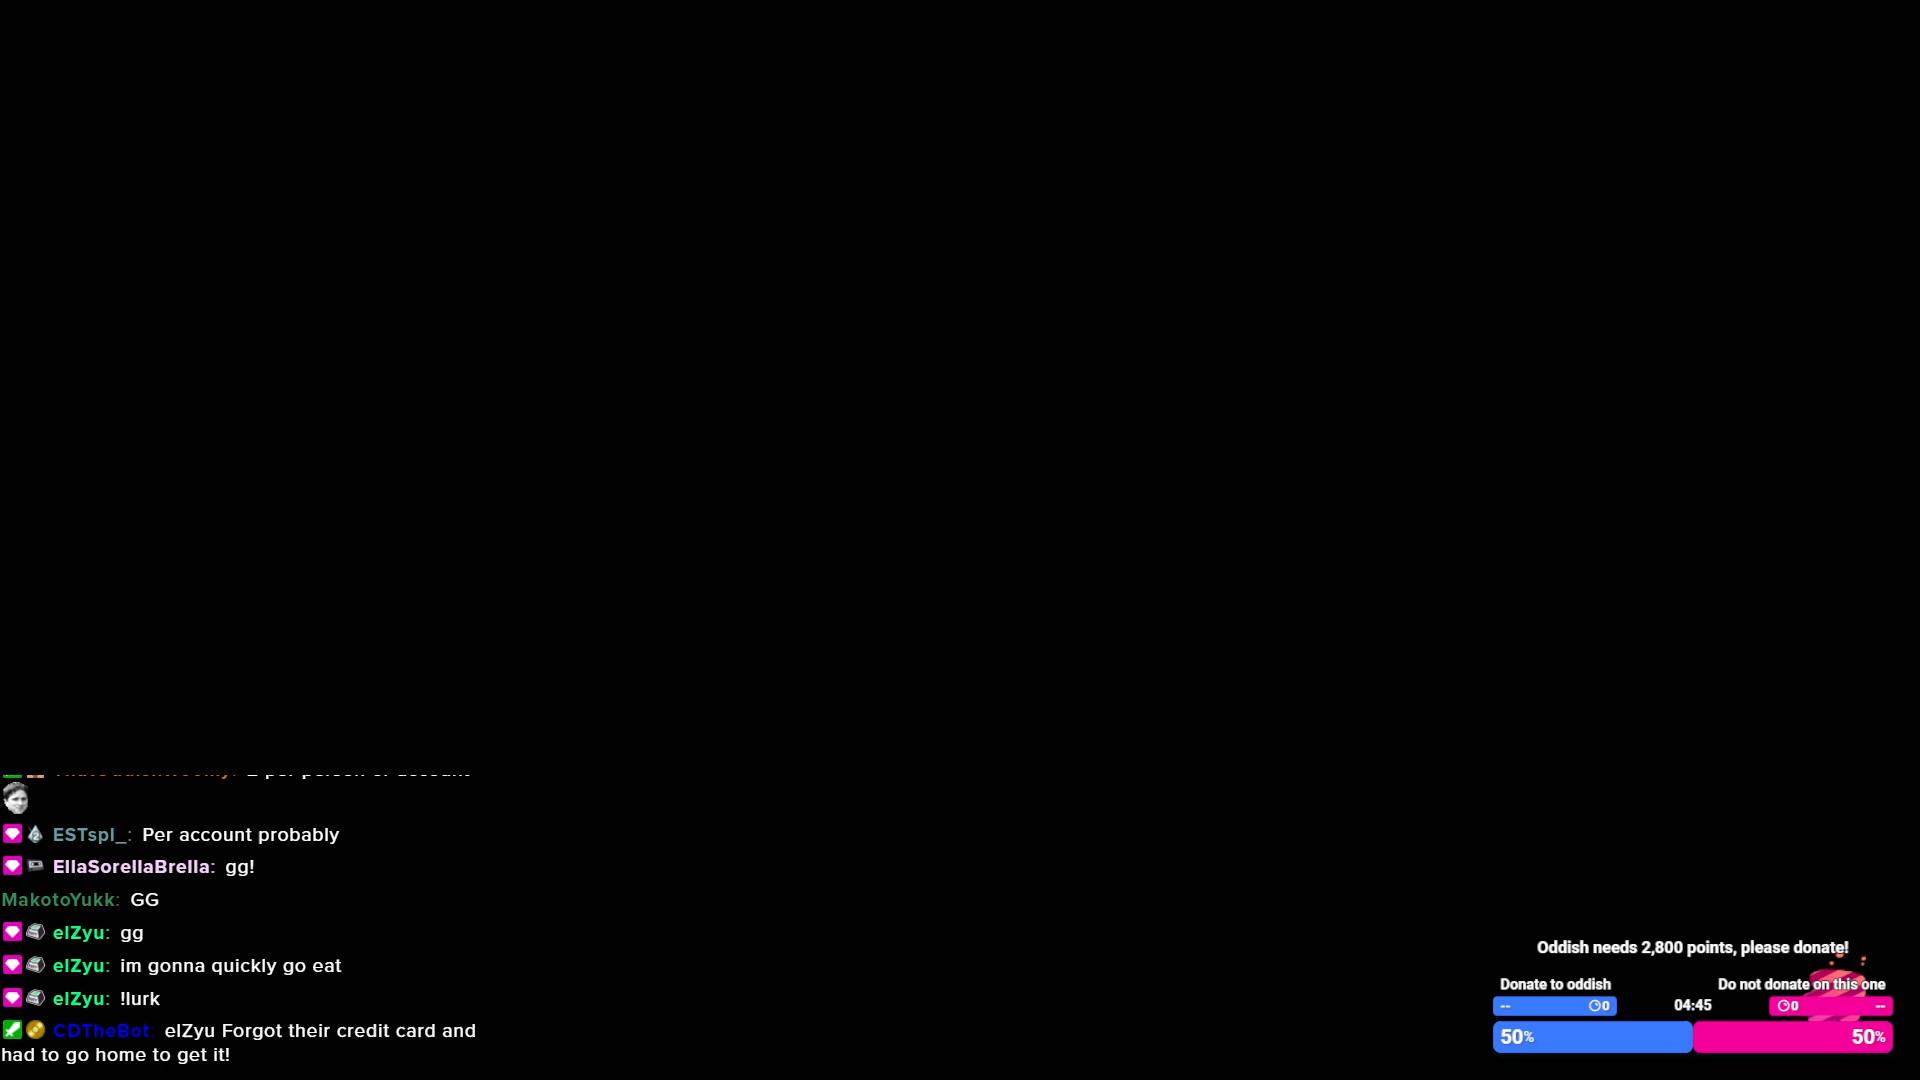 ESTspl_: Per account probably
EllaSorellaBrella: gg!
MakotoYukk: GG
elZyu: gg
elZyu: im gonna quickly go eat
elZyu: !lurk
CDTheBot: elZyu Forgot their credit card and
had to go home to get it!
Oddish needs 2,800 points, please donate!
Donate to oddish
Do not donate on this one
-- 0 04:45 0 --
50% 50%